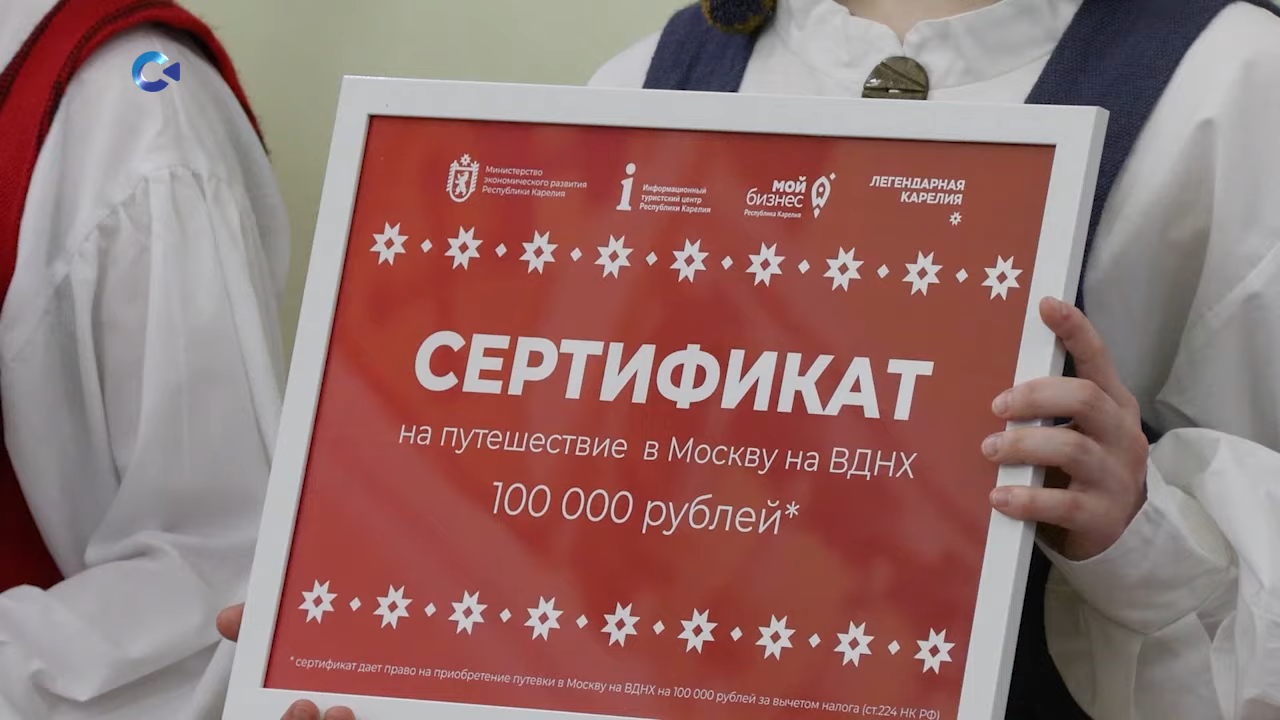 Министерство
экономического развития
Республики Карелия
Информационный
туристский центр
Республики Карелия
МОЙ
бизнес
Республика Карелия
ЛЕГЕНДАРНАЯ
КАРЕЛИЯ
СЕРТИФИКАТ
на путешествие в Москву на ВДНХ
100 000 рублей*
*сертификат дает право на приобретение путевки в Москву на ВДНХ на 100 000 рублей за вычетом налога (ст.224 НК РФ)